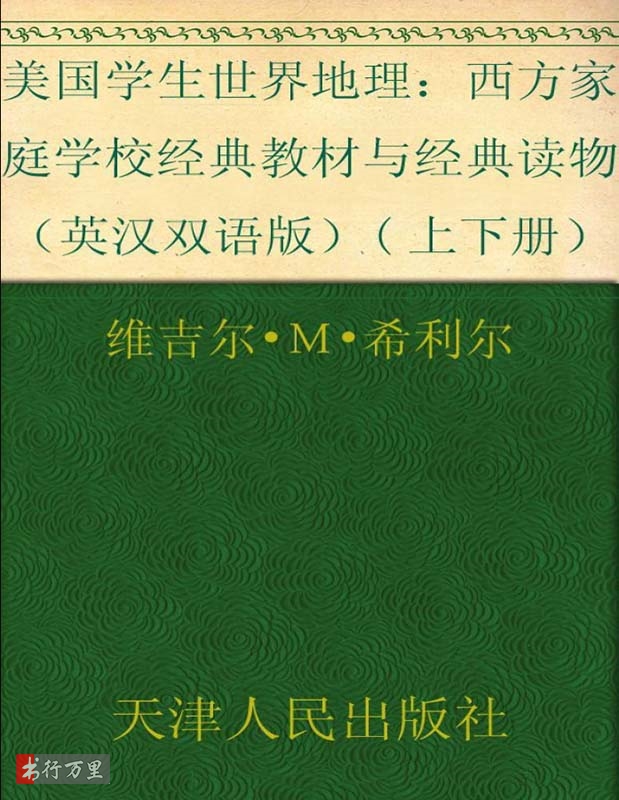 美国学生世界地理：西方家
庭学校经典教材与经典读物
（英汉双语版）（上下册）
维吉尔•M•希利尔
天津人民出版社
书行万里